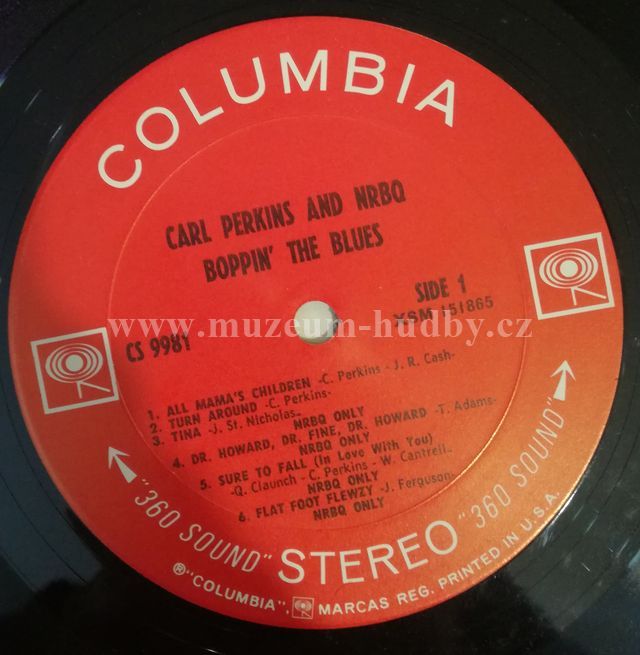 COLUMBIA
CARL PERKINS AND NRBQ
BOPPIN' THE BLUES
SIDE 1
XSM 151865
www.muzeum-hudby.cz
CS 9981
1. ALL MAMA'S CHILDREN -C. Perkins - J. R. Cash-
2. TURN AROUND -C. Perkins-
3. TINA -J. St. Nicholas-
NRBQ ONLY
4. DR. HOWARD, DR. FINE, DR. HOWARD -T. Adams-
NRBQ ONLY
5. SURE TO FALL (In Love With You)
-Q. Claunch - C. Perkins - W. Cantrell-
NRBQ ONLY
6. FLAT FOOT FLEWZY -J. Ferguson-
NRBQ ONLY
"360 SOUND" STEREO "360 SOUND"
® "COLUMBIA", MARCAS REG. PRINTED IN U.S.A.